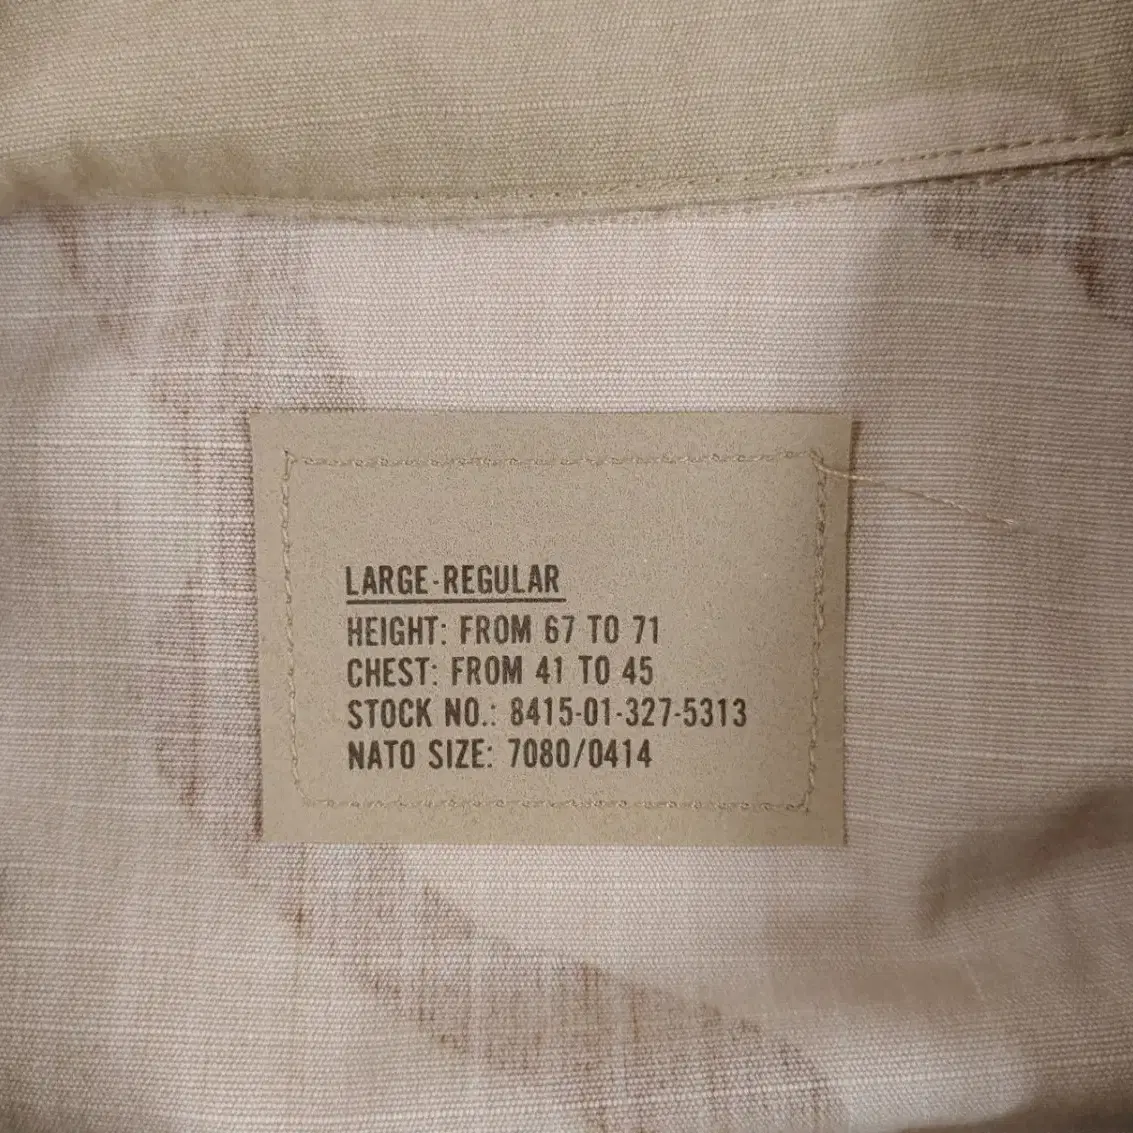 LARGE-REGULAR
HEIGHT: FROM 67 TO 71
CHEST: FROM 41 TO 45
STOCK NO.: 8415-01-327-5313
NATO SIZE: 7080/0414